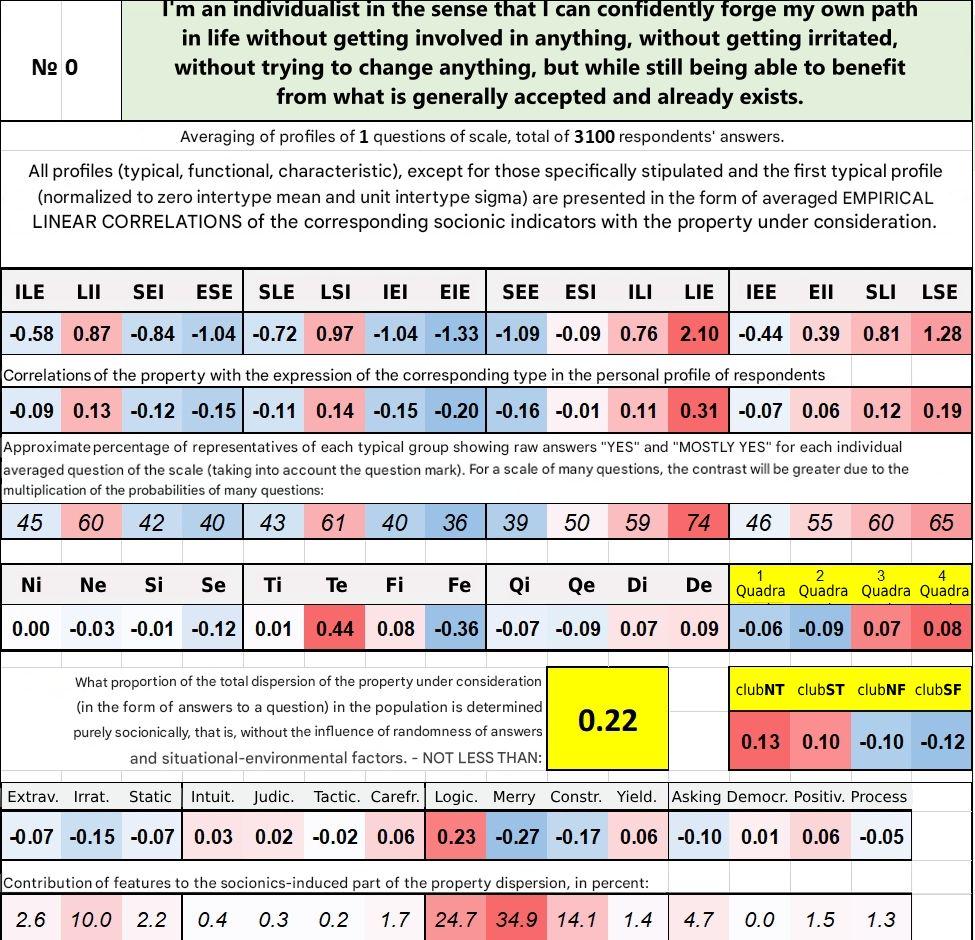 I'm an individualist in the sense that I can confidently forge my own path
in life without getting involved in anything, without getting irritated,
№ 0
without trying to change anything, but while still being able to benefit
from what is generally accepted and already exists.
Averaging of profiles of 1 questions of scale, total of 3100 respondents' answers.
All profiles (typical, functional, characteristic), except for those specifically stipulated and the first typical profile
(normalized to zero intertype mean and unit intertype sigma) are presented in the form of averaged EMPIRICAL
LINEAR CORRELATIONS of the corresponding socionic indicators with the property under consideration.
ILE LII SEI ESE SLE LSI IEI EIE SEE ESI ILI LIE IEE EII SLI LSE
-0.58 0.87 -0.84 -1.04 -0.72 0.97 -1.04 -1.33 -1.09 -0.09 0.76 2.10 -0.44 0.39 0.81 1.28
Correlations of the property with the expression of the corresponding type in the personal profile of respondents
-0.09 0.13 -0.12 -0.15 -0.11 0.14 -0.15 -0.20 -0.16 -0.01 0.11 0.31 -0.07 0.06 0.12 0.19
Approximate percentage of representatives of each typical group showing raw answers "YES" and "MOSTLY YES" for each individual
averaged question of the scale (taking into account the question mark). For a scale of many questions, the contrast will be greater due to the
multiplication of the probabilities of many questions:
45 60 42 40 43 61 40 36 39 50 59 74 46 55 60 65
Ni Ne Si Se Ti Te Fi Fe Qi Qe Di De 1 Quadra 2 Quadra 3 Quadra 4 Quadra
0.00 -0.03 -0.01 -0.12 0.01 0.44 0.08 -0.36 -0.07 -0.09 0.07 0.09 -0.06 -0.09 0.07 0.08
What proportion of the total dispersion of the property under consideration
(in the form of answers to a question) in the population is determined
purely socionically, that is, without the influence of randomness of answers
and situational-environmental factors. - NOT LESS THAN:
0.22
clubNT clubST clubNF clubSF
0.13 0.10 -0.10 -0.12
Extrav. Irrat. Static Intuit. Judic. Tactic. Carefr. Logic. Merry Constr. Yield. Asking Democr. Positiv. Process
-0.07 -0.15 -0.07 0.03 0.02 -0.02 0.06 0.23 -0.27 -0.17 0.06 -0.10 0.01 0.06 -0.05
Contribution of features to the socionics-induced part of the property dispersion, in percent:
2.6 10.0 2.2 0.4 0.3 0.2 1.7 24.7 34.9 14.1 1.4 4.7 0.0 1.5 1.3